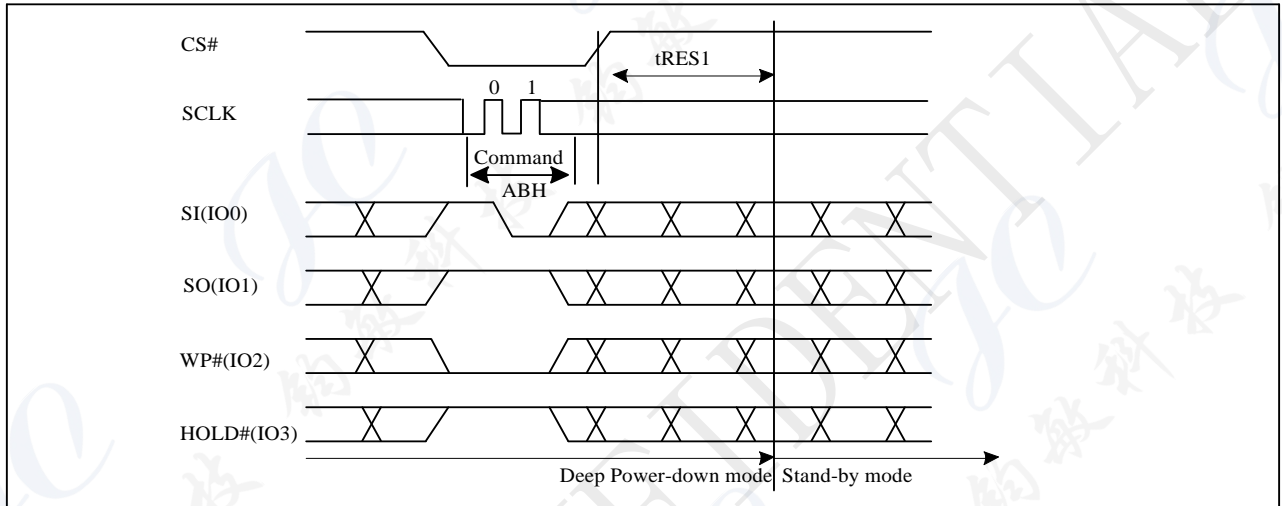 CS#
tRES1
0 1
SCLK
Command
ABH
SI(IO0)
SO(IO1)
WP#(IO2)
HOLD#(IO3)
Deep Power-down mode Stand-by mode